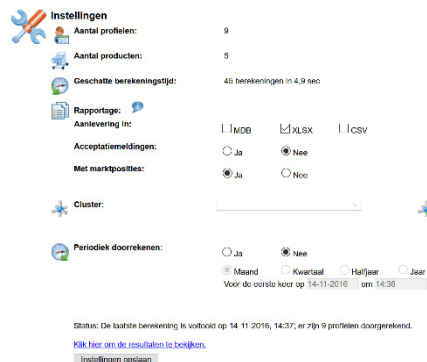 Instellingen
Aantal profielen: 9
Aantal producten: 5
Geschatte berekeningstijd: 45 berekeningen in 4,9 sec
Rapportage:
Aanlevering in: MDB XLSX CSV
Acceptatiemeldingen: Ja Nee
Met marktposities: Ja Nee
Cluster:
Periodiek doorrekenen: Ja Nee
Maand Kwartaal Halfjaar Jaar
Voor de eerste keer op 14-11-2016 om 14:36
Status: De laatste berekening is voltooid op 14-11-2016, 14:37; er zijn 9 profielen doorgerekend.
Klik hier om de resultaten te bekijken.
Instellingen opslaan